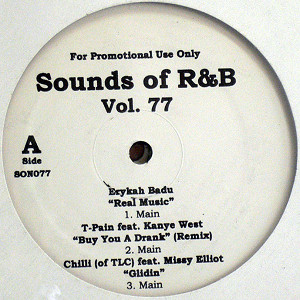 For Promotional Use Only
Sounds of R&B
Vol. 77
A
Side
SON077
Erykah Badu
"Real Music"
1. Main
T-Pain feat. Kanye West
"Buy You A Drank" (Remix)
2. Main
Chilli (of TLC) feat. Missy Elliot
"Glidin"
3. Main